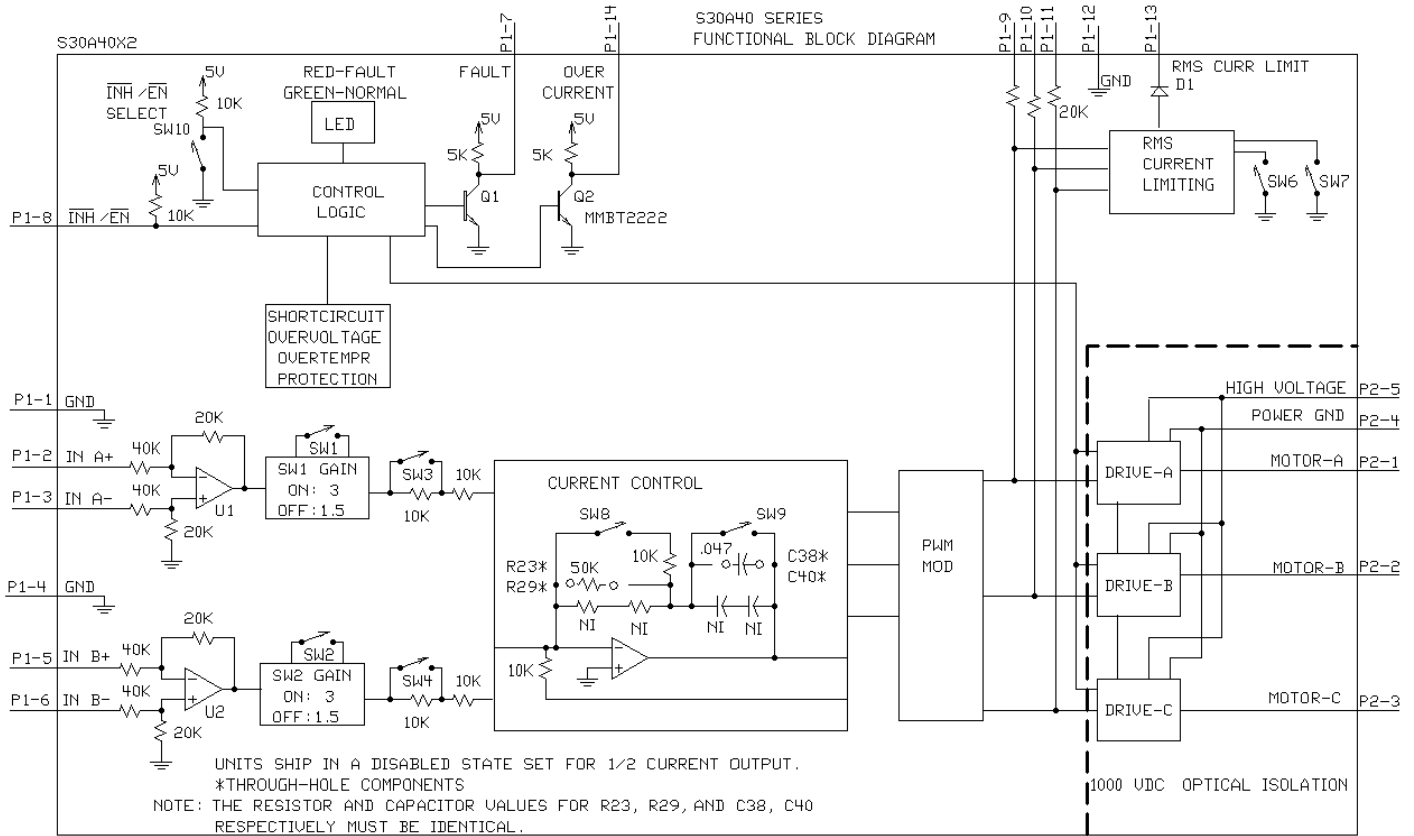 S30A40 SERIES
FUNCTIONAL BLOCK DIAGRAM
S30A40X2
P1-7
P1-14
P1-9
P1-10
P1-11
P1-12
P1-13
5V
INH/EN
SELECT
10K
SW10
5V
10K
P1-8
INH/EN
RED-FAULT
GREEN-NORMAL
LED
CONTROL
LOGIC
FAULT
5V
5K
Q1
OVER
CURRENT
5V
5K
Q2
MMBT2222
SHORTCIRCUIT
OVERVOLTAGE
OVERTEMPR
PROTECTION
GND
20K
RMS CURR LIMIT
D1
RMS
CURRENT
LIMITING
SW6
SW7
P1-1
GND
P1-2
IN A+
40K
20K
P1-3
IN A-
40K
20K
U1
SW1
SW1 GAIN
ON: 3
OFF:1.5
SW3
10K
10K
P1-4
GND
P1-5
IN B+
40K
20K
P1-6
IN B-
40K
20K
U2
SW2
SW2 GAIN
ON: 3
OFF:1.5
SW4
10K
10K
CURRENT CONTROL
SW8
SW9
10K
.047
R23*
R29*
50K
C38*
C40*
NI
NI
NI
NI
10K
PWM
MOD
HIGH VOLTAGE
P2-5
POWER GND
P2-4
DRIVE-A
MOTOR-A
P2-1
DRIVE-B
MOTOR-B
P2-2
DRIVE-C
MOTOR-C
P2-3
1000 VDC OPTICAL ISOLATION
UNITS SHIP IN A DISABLED STATE SET FOR 1/2 CURRENT OUTPUT.
*THROUGH-HOLE COMPONENTS
NOTE: THE RESISTOR AND CAPACITOR VALUES FOR R23, R29, AND C38, C40
RESPECTIVELY MUST BE IDENTICAL.